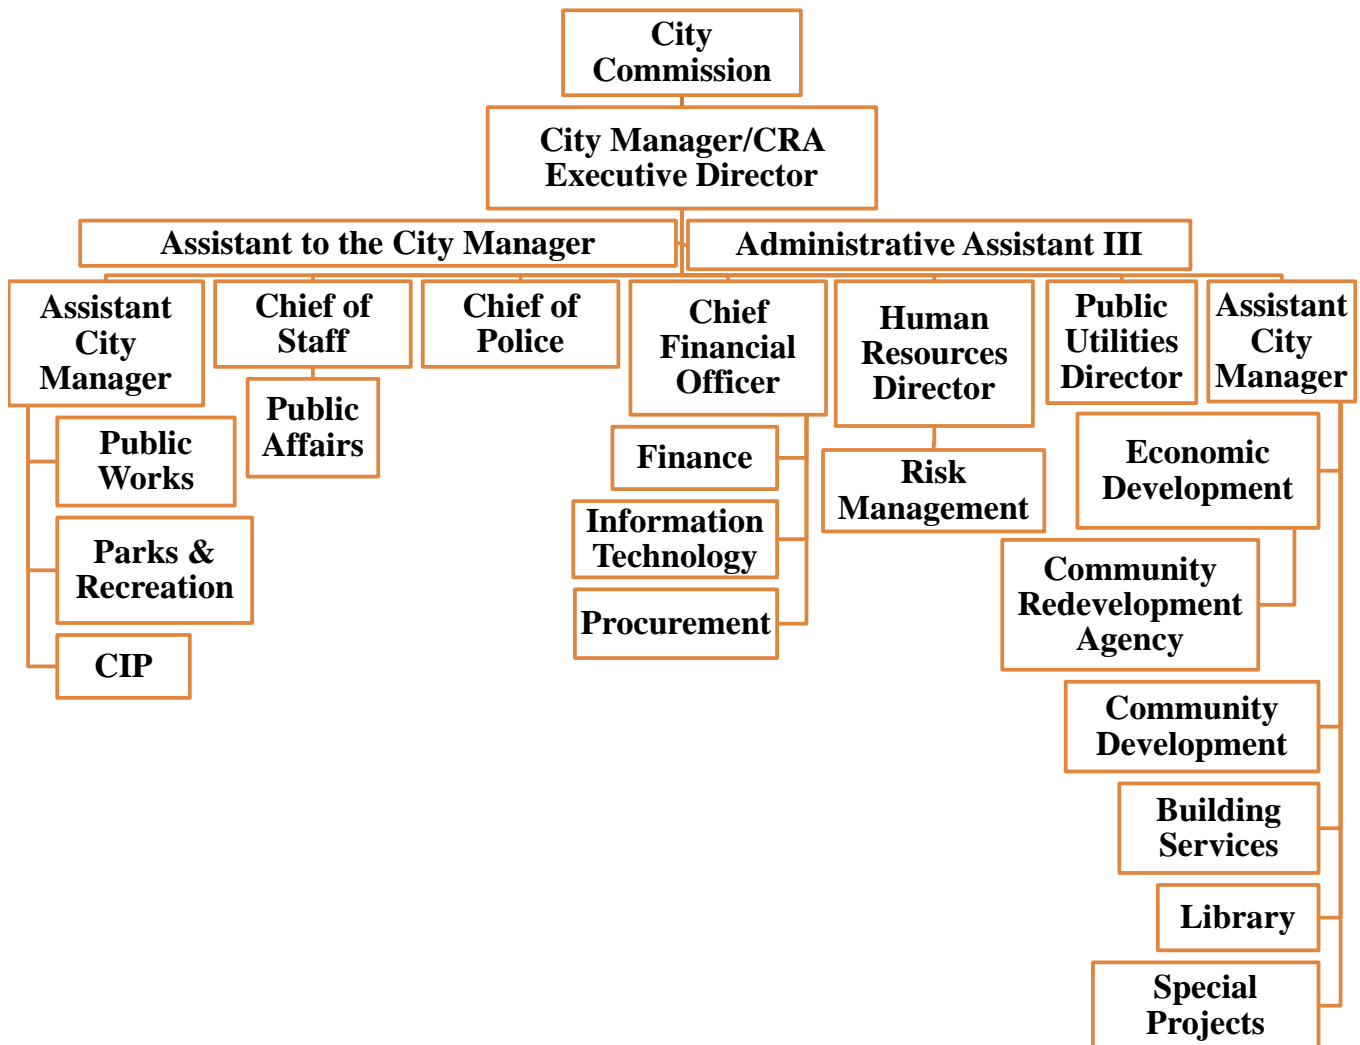 City
Commission
City Manager/CRA
Executive Director
Assistant to the City Manager
Administrative Assistant III
Assistant
City
Manager
Chief of
Staff
Chief of
Police
Chief
Financial
Officer
Human
Resources
Director
Public
Utilities
Director
Assistant
City
Manager
Public
Works
Parks &
Recreation
CIP
Public
Affairs
Finance
Information
Technology
Procurement
Risk
Management
Economic
Development
Community
Redevelopment
Agency
Community
Development
Building
Services
Library
Special
Projects